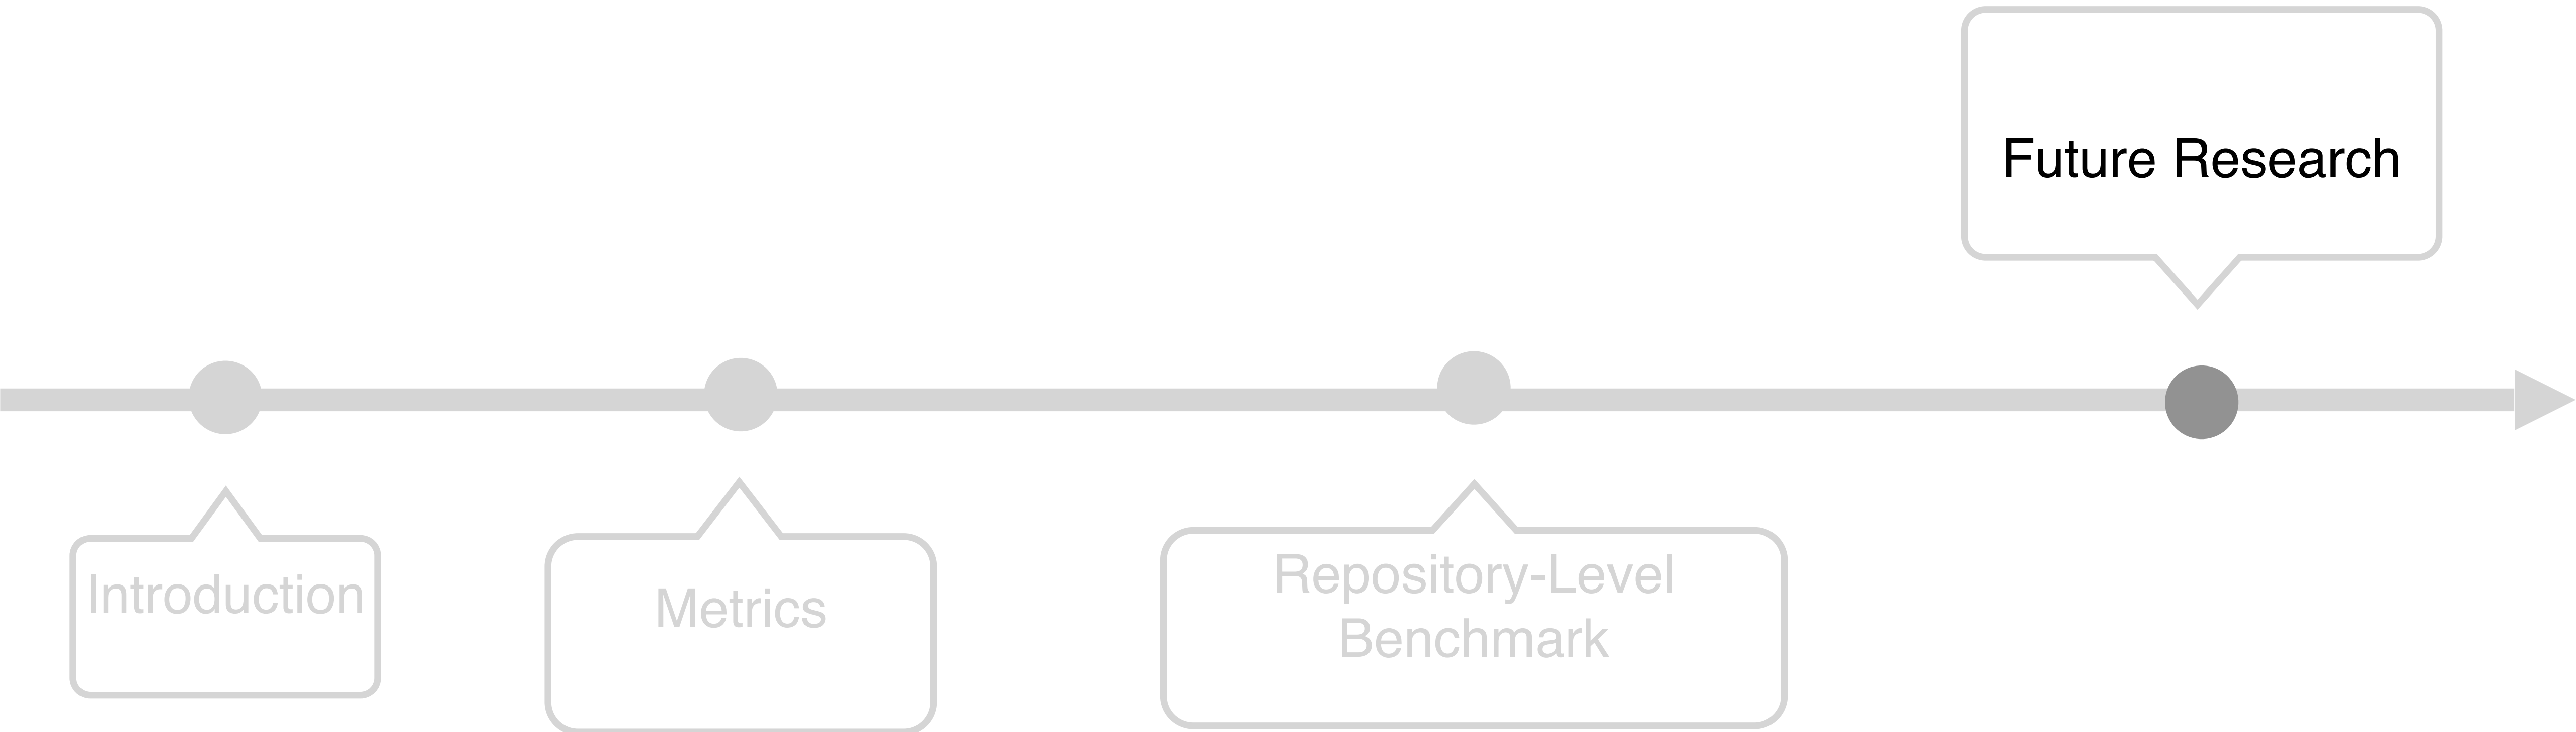 Future Research
Introduction
Metrics
Repository-Level
Benchmark